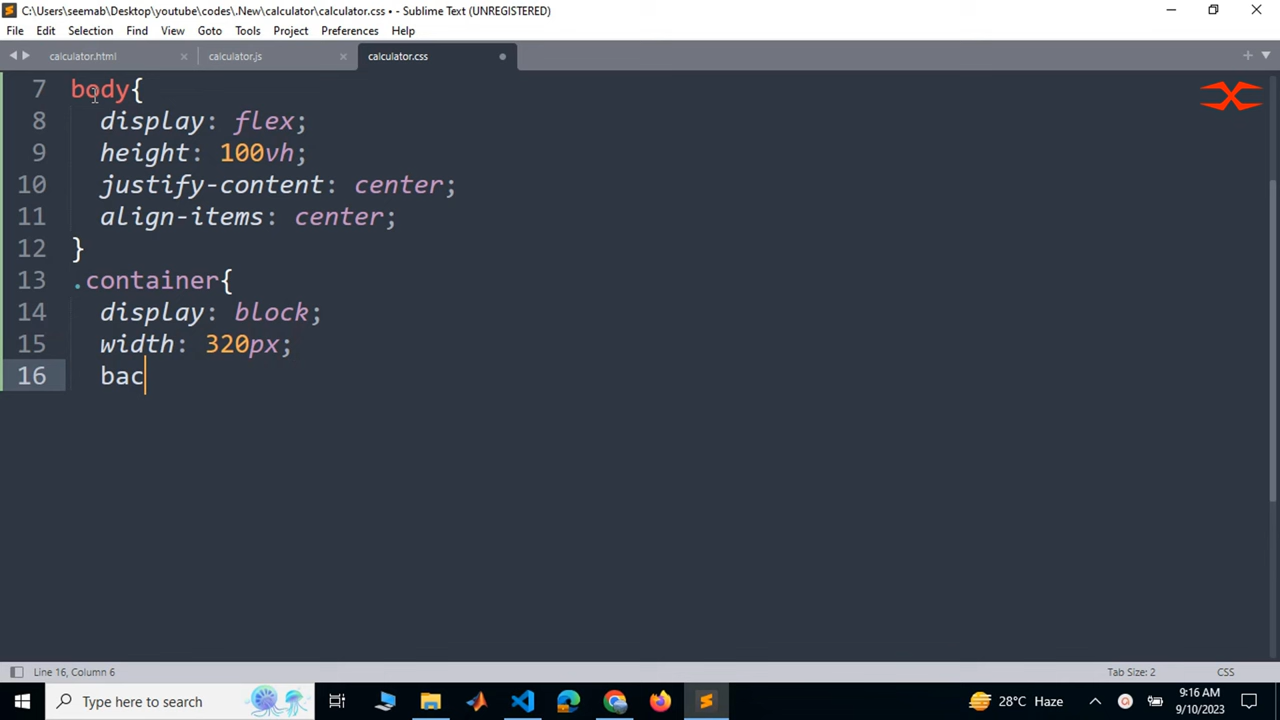 C:\Users\seemab\Desktop\youtube\codes\.New\calculator\calculator.css • - Sublime Text (UNREGISTERED)
File Edit Selection Find View Goto Tools Project Preferences Help
calculator.html calculator.js calculator.css
7 body{
8 display: flex;
9 height: 100vh;
10 justify-content: center;
11 align-items: center;
12 }
13 .container{
14 display: block;
15 width: 320px;
16 bac
Line 16, Column 6 Tab Size: 2 CSS
Type here to search 28°C Haze 9:16 AM
9/10/2023